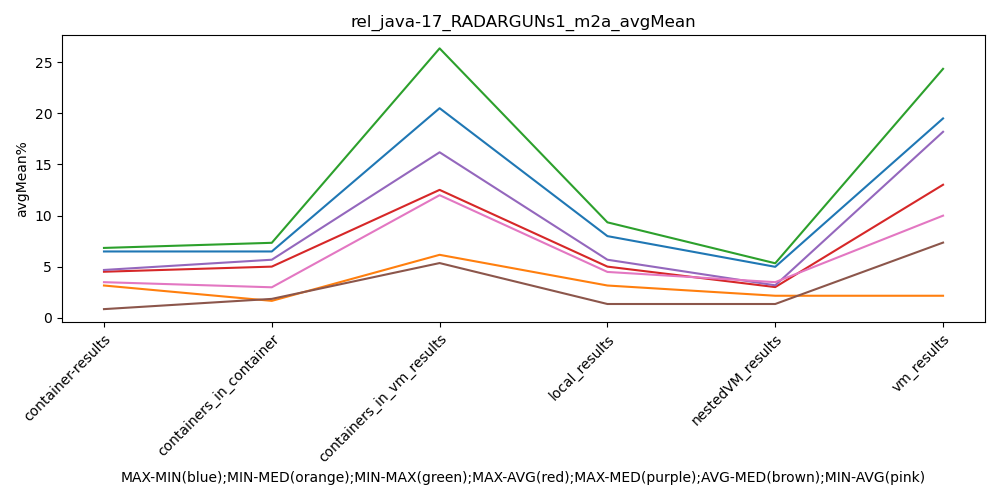 rel_java-17_RADARGUNs1_m2a_avgMean
avgMean%
25
20
15
10
5
0
container-results
containers_in_container
containers_in_vm_results
local_results
nestedVM_results
vm_results
MAX-MIN(blue);MIN-MED(orange);MIN-MAX(green);MAX-AVG(red);MAX-MED(purple);AVG-MED(brown);MIN-AVG(pink)